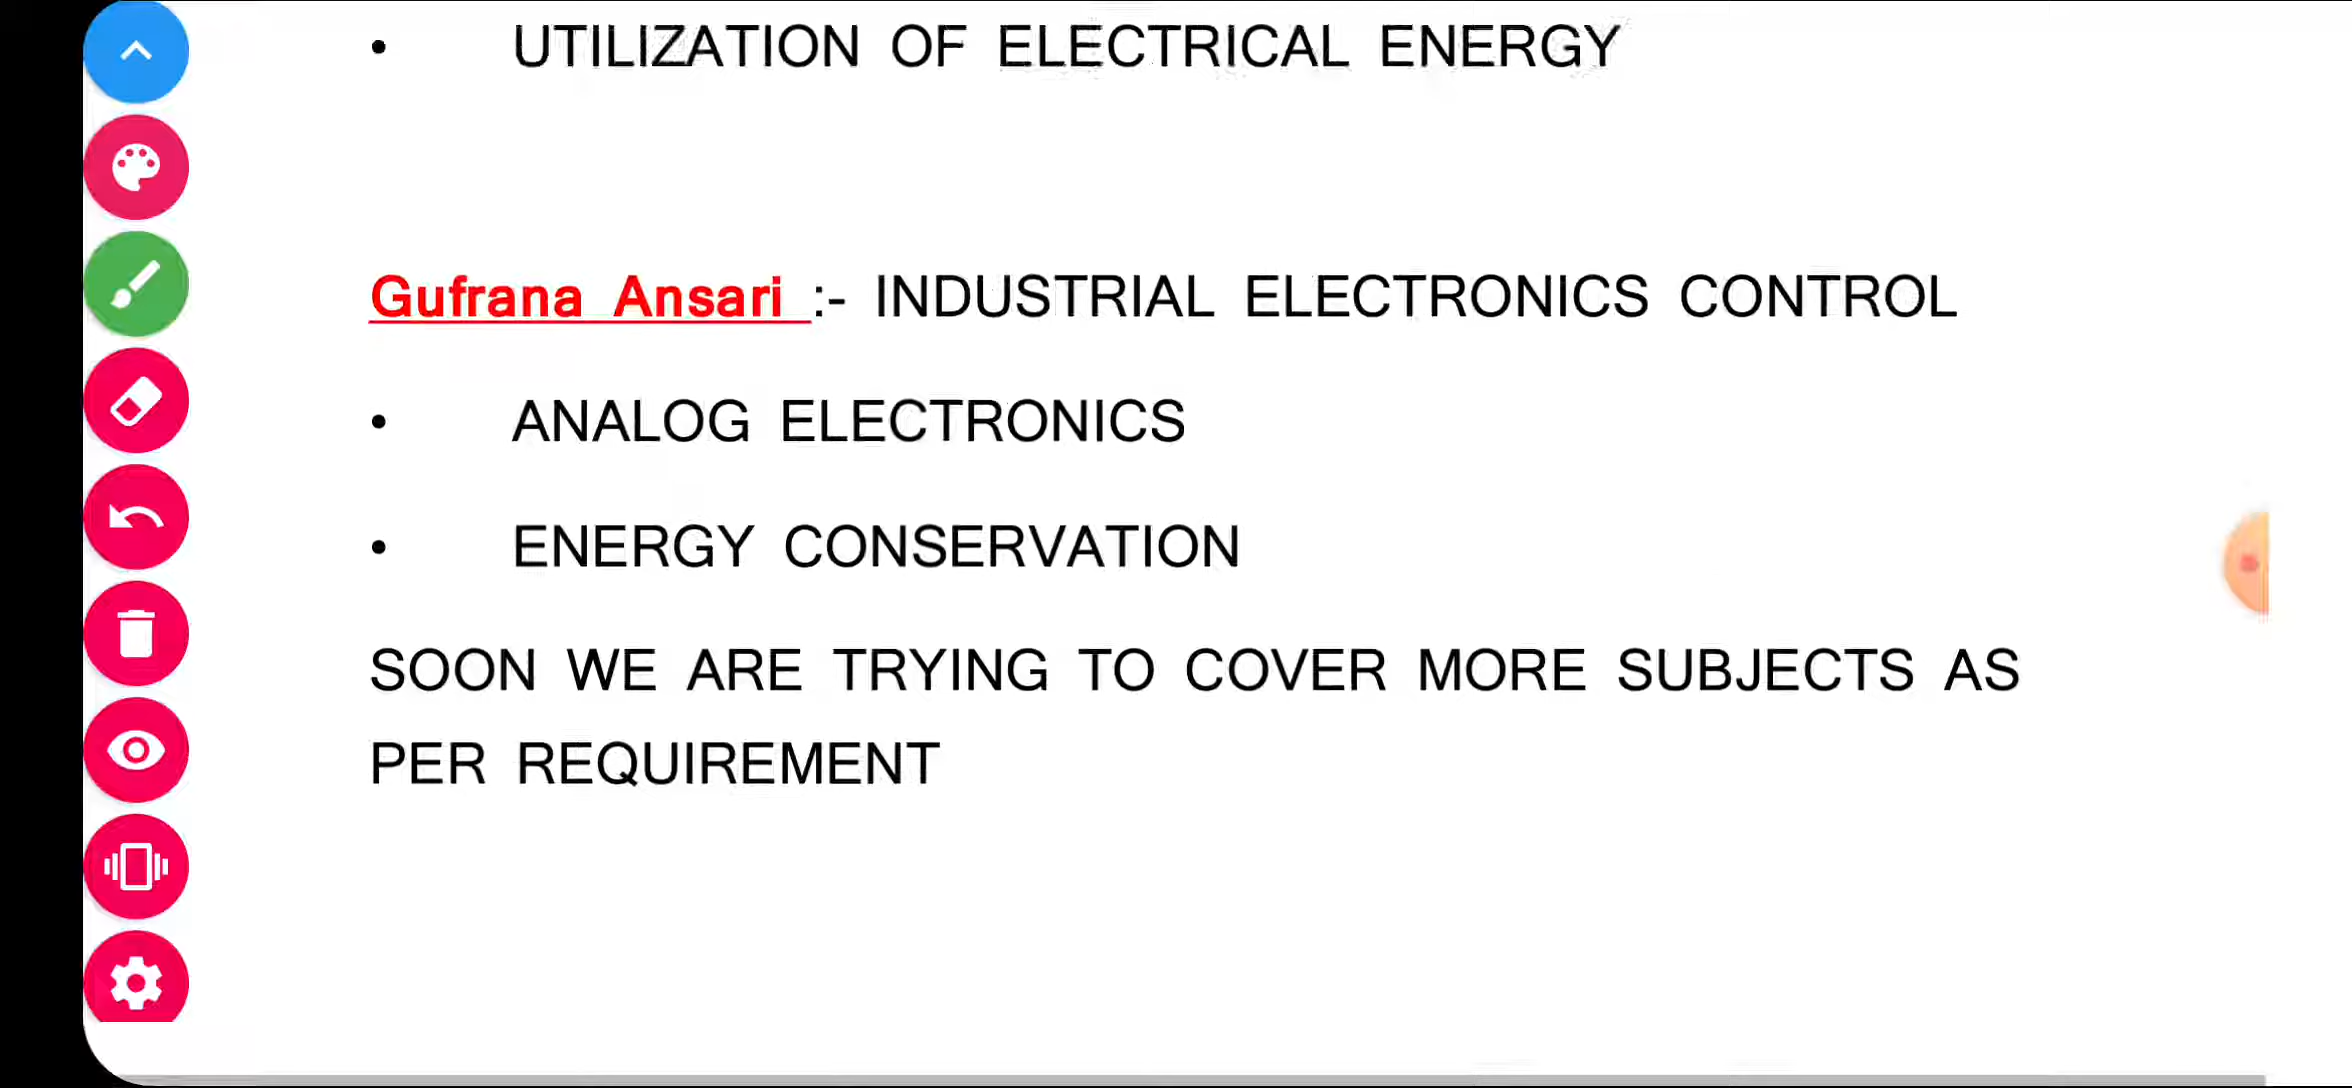 • UTILIZATION OF ELECTRICAL ENERGY
Gufrana Ansari :- INDUSTRIAL ELECTRONICS CONTROL
• ANALOG ELECTRONICS
• ENERGY CONSERVATION
SOON WE ARE TRYING TO COVER MORE SUBJECTS AS
PER REQUIREMENT